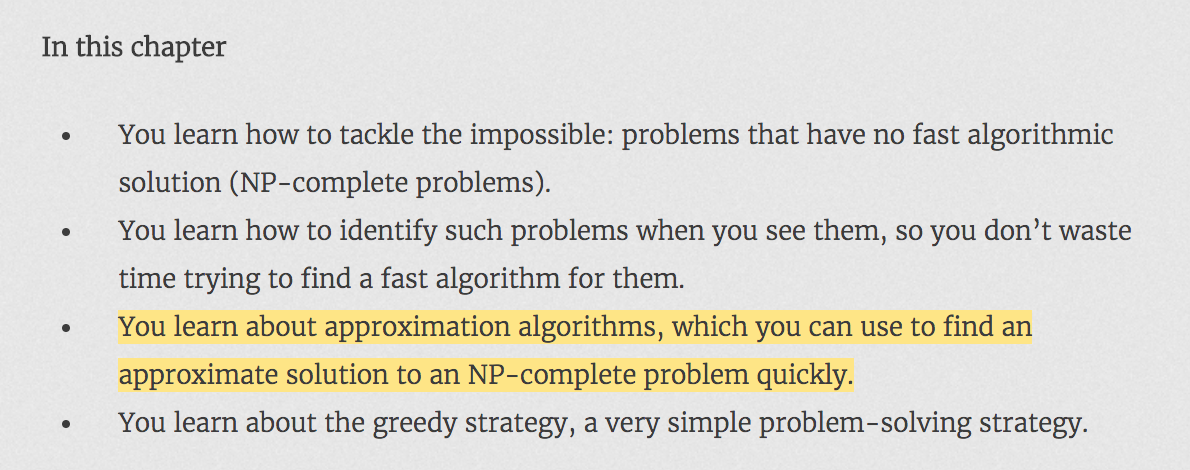 In this chapter
• You learn how to tackle the impossible: problems that have no fast algorithmic
solution (NP-complete problems).
• You learn how to identify such problems when you see them, so you don’t waste
time trying to find a fast algorithm for them.
• You learn about approximation algorithms, which you can use to find an
approximate solution to an NP-complete problem quickly.
• You learn about the greedy strategy, a very simple problem-solving strategy.